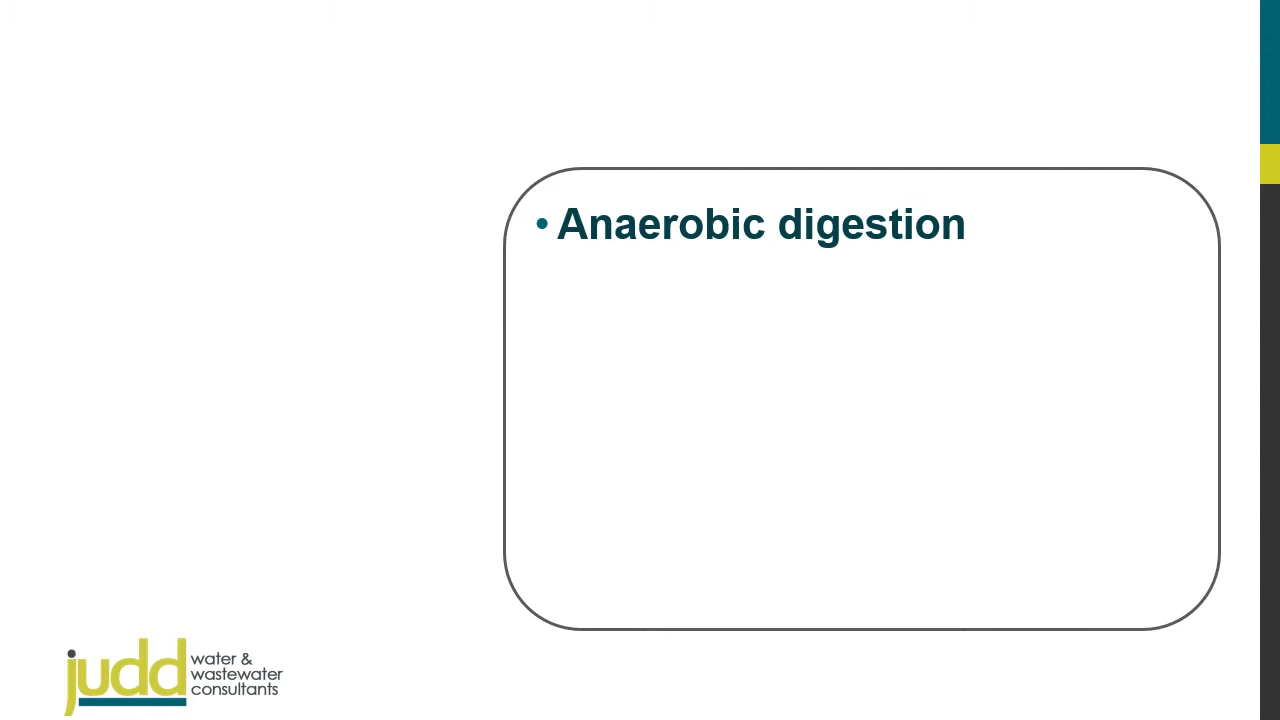 • Anaerobic digestion
judd
water &
wastewater
consultants